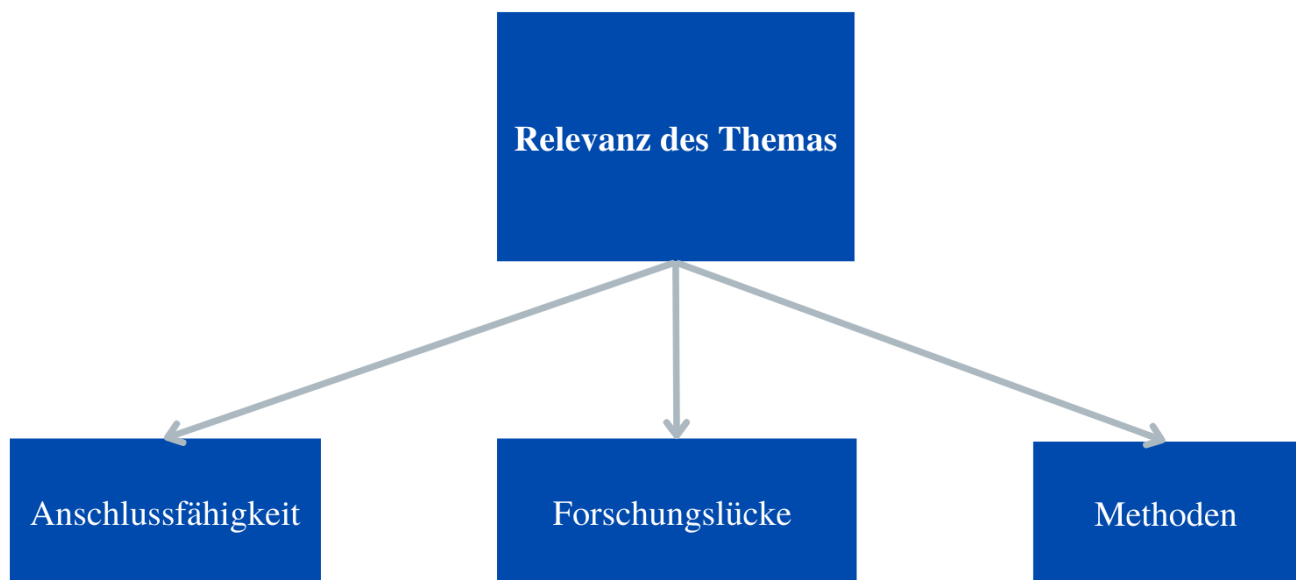 Relevanz des Themas
Anschlussfähigkeit
Forschungslücke
Methoden